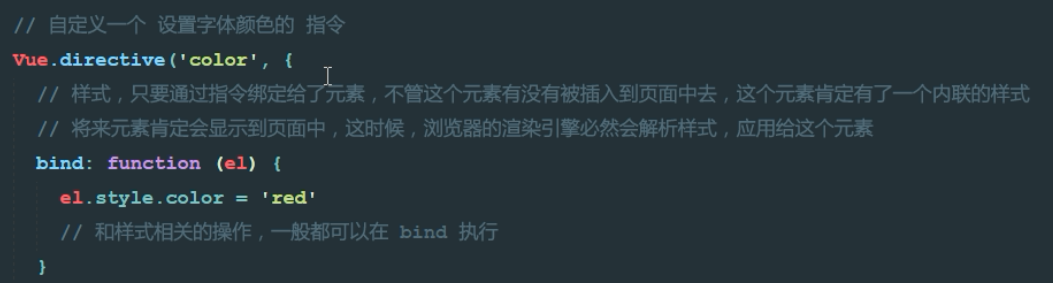 // 自定义一个 设置字体颜色的 指令
Vue.directive('color', {
// 样式，只要通过指令绑定给了元素，不管这个元素有没有被插入到页面中去，这个元素肯定有了一个内联的样式
// 将来元素肯定会显示到页面中，这时候，浏览器的渲染引擎必然会解析样式，应用给这个元素
bind: function (el) {
el.style.color = 'red'
// 和样式相关的操作，一般都可以在 bind 执行
}